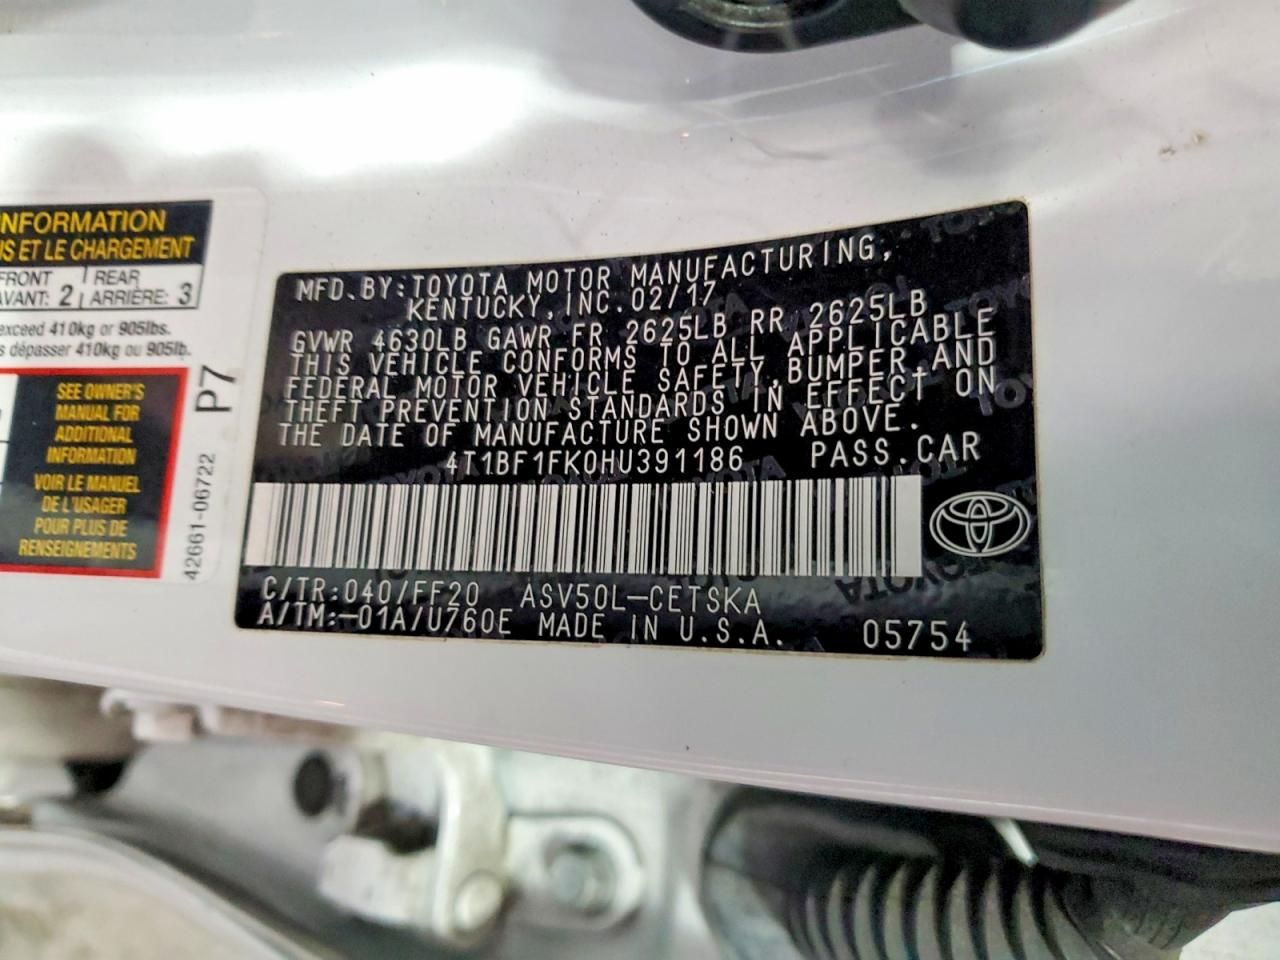 INFORMATION
IS ET LE CHARGEMENT
FRONT
AVANT: 2
REAR
ARRIÈRE: 3
exceed 410kg or 905lbs.
s dépasser 410kg ou 905lb.
SEE OWNER'S
MANUAL FOR
ADDITIONAL
INFORMATION
VOIR LE MANUEL
DE L'USAGER
POUR PLUS DE
RENSEIGNEMENTS
P7
42661-06722
MFD.BY:TOYOTA MOTOR MANUFACTURING,
KENTUCKY,INC.02/17
GVWR 4630LB GAWR FR 2625LB RR 2625LB
THIS VEHICLE CONFORMS TO ALL APPLICABLE
FEDERAL MOTOR VEHICLE SAFETY,BUMPER,AND
THEFT PREVENTION STANDARDS IN EFFECT ON
THE DATE OF MANUFACTURE SHOWN ABOVE.
4T1BF1FK0HU391186 PASS.CAR
C/TR:040/FF20 ASV50L-CETSKA
A/TM:-01A/U760E MADE IN U.S.A. 05754